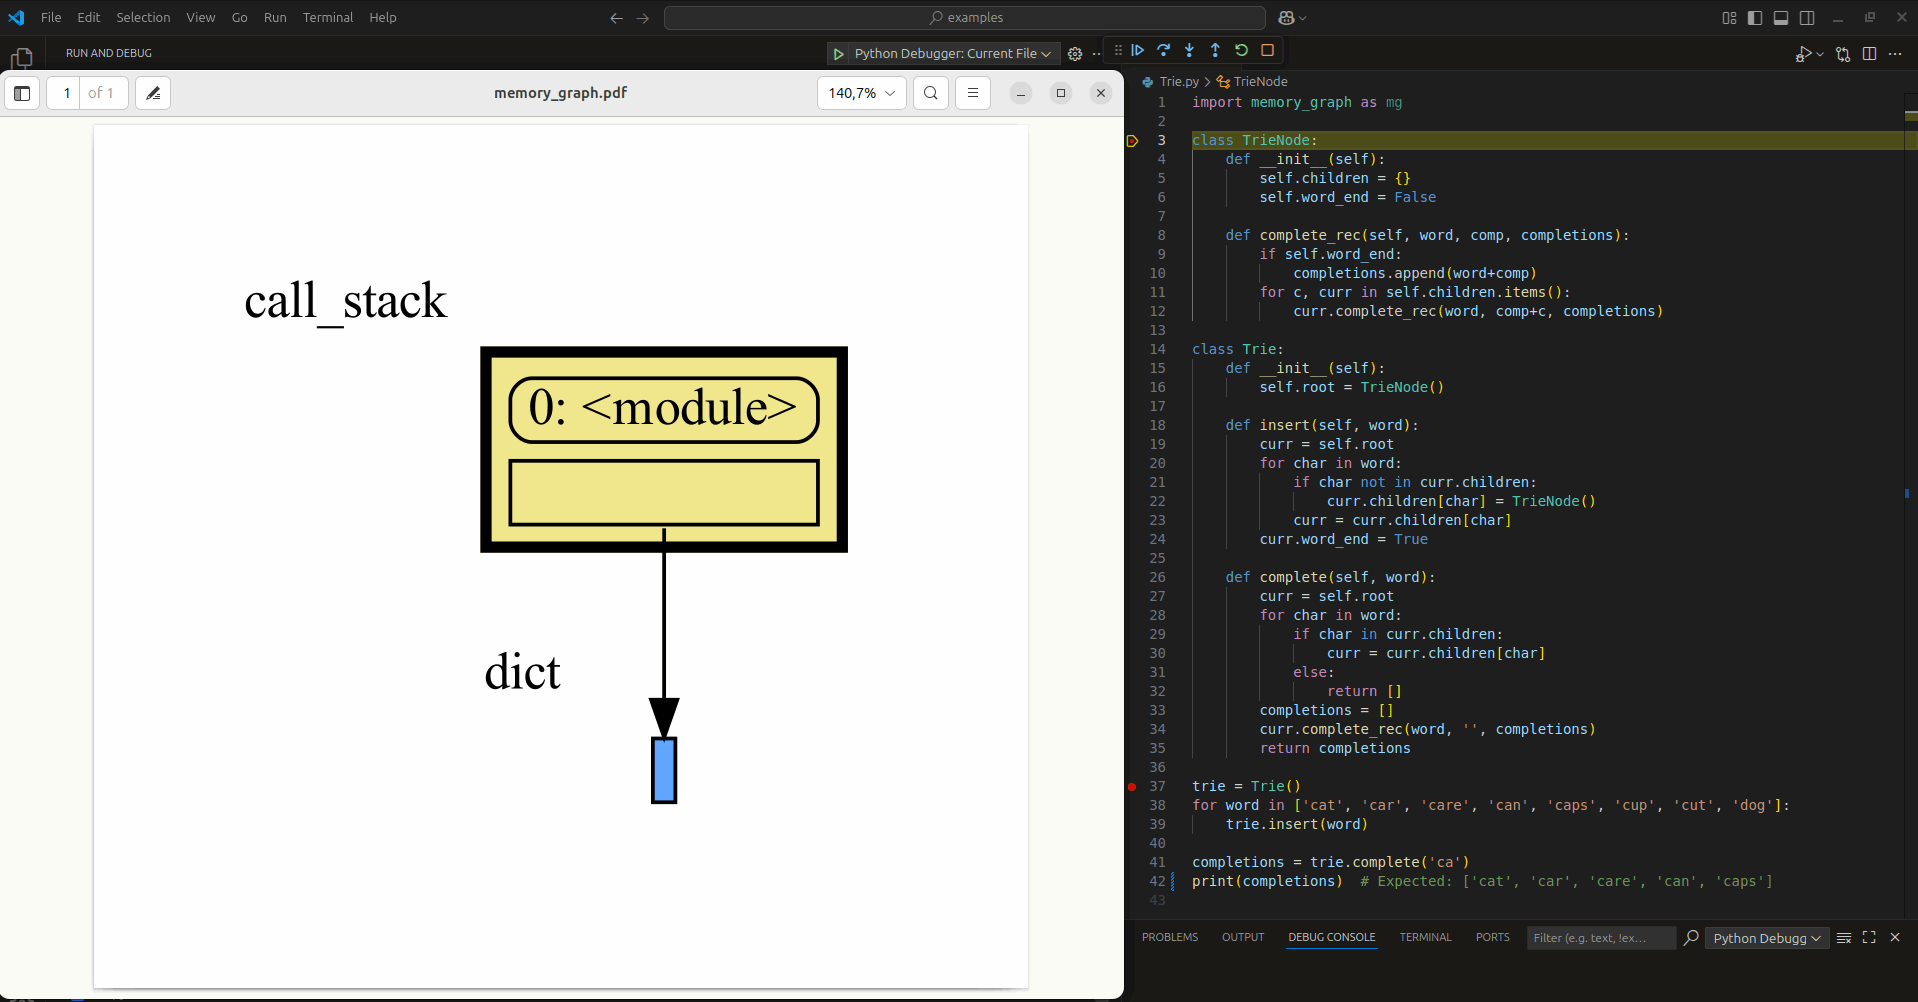 File Edit Selection View Go Run Terminal Help
examples
RUN AND DEBUG
Python Debugger: Current File
1 of 1
memory_graph.pdf
140,7%
call_stack
0: <module>
dict
Trie.py > TrieNode
1 import memory_graph as mg
2
3 class TrieNode:
4     def __init__(self):
5         self.children = {}
6         self.word_end = False
7
8     def complete_rec(self, word, comp, completions):
9         if self.word_end:
10             completions.append(word+comp)
11         for c, curr in self.children.items():
12             curr.complete_rec(word, comp+c, completions)
13
14 class Trie:
15     def __init__(self):
16         self.root = TrieNode()
17
18     def insert(self, word):
19         curr = self.root
20         for char in word:
21             if char not in curr.children:
22                 curr.children[char] = TrieNode()
23             curr = curr.children[char]
24         curr.word_end = True
25
26     def complete(self, word):
27         curr = self.root
28         for char in word:
29             if char in curr.children:
30                 curr = curr.children[char]
31             else:
32                 return []
33         completions = []
34         curr.complete_rec(word, '', completions)
35         return completions
36
37 trie = Trie()
38 for word in ['cat', 'car', 'care', 'can', 'caps', 'cup', 'cut', 'dog']:
39     trie.insert(word)
40
41 completions = trie.complete('ca')
42 print(completions)  # Expected: ['cat', 'car', 'care', 'can', 'caps']
43
PROBLEMS OUTPUT DEBUG CONSOLE TERMINAL PORTS
Filter (e.g. text, !ex...
Python Debugg